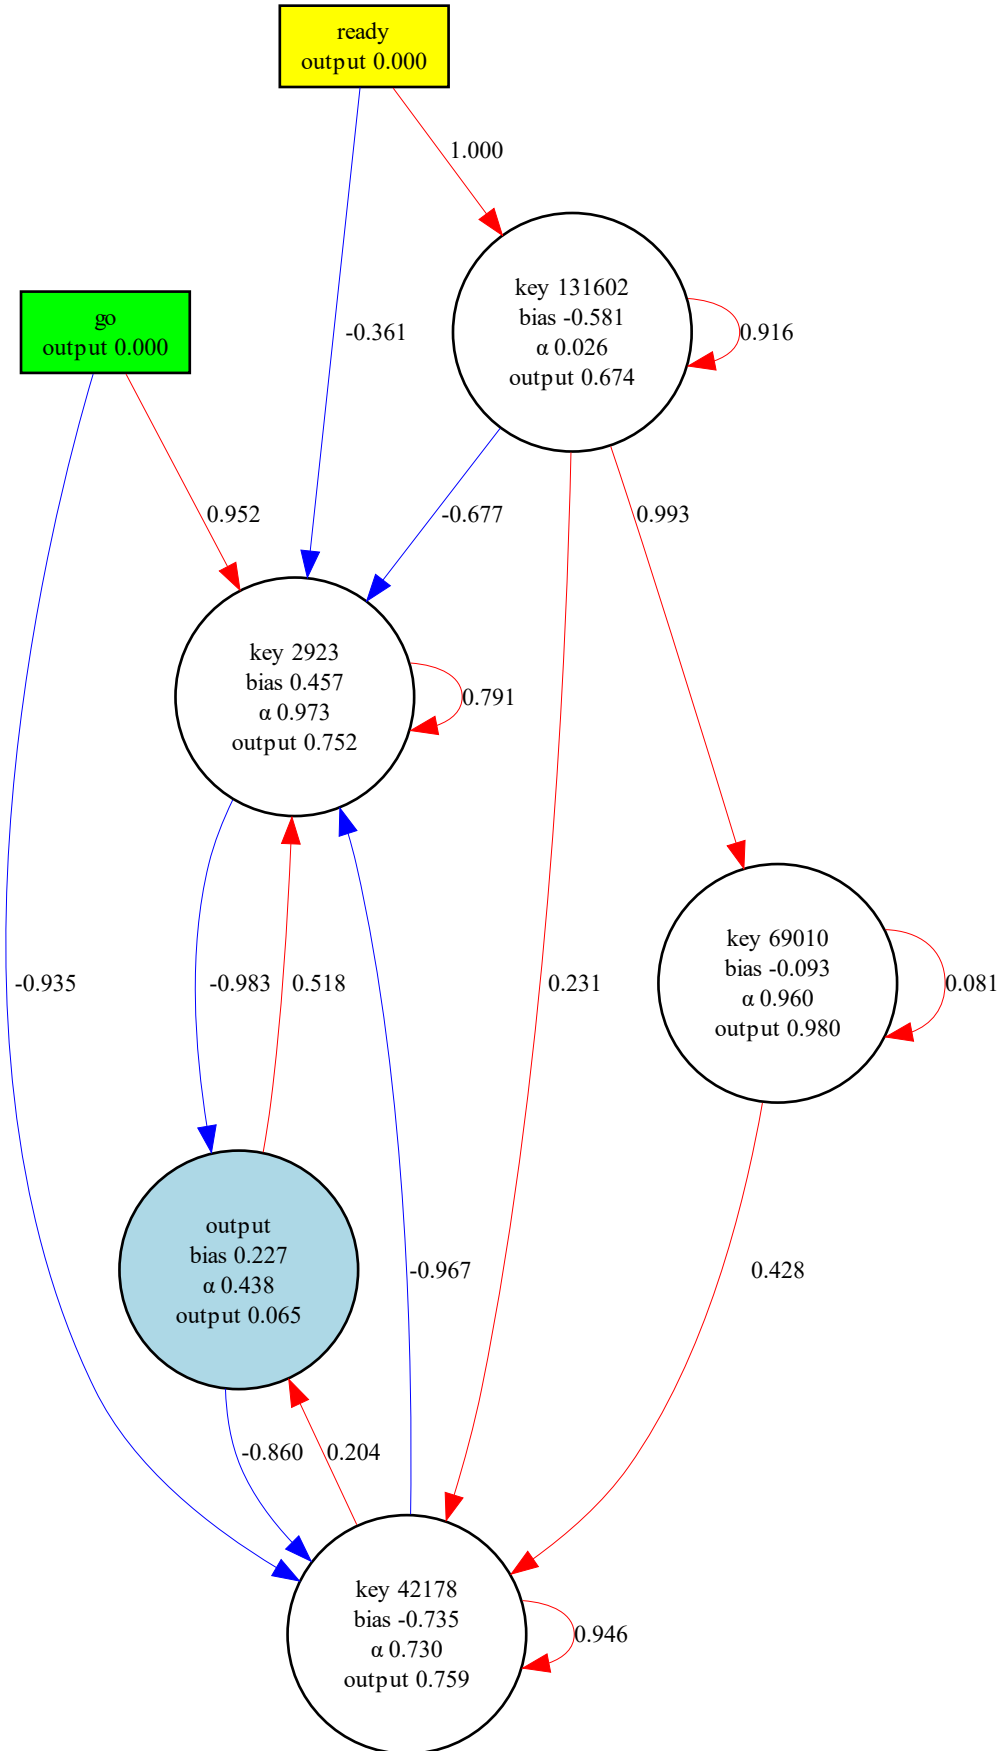 ready
output 0.000
1.000
key 131602
bias -0.581
α 0.026
output 0.674
0.916
go
output 0.000
-0.361
0.952
-0.677
0.993
key 2923
bias 0.457
α 0.973
output 0.752
0.791
key 69010
bias -0.093
α 0.960
output 0.980
0.081
-0.935
-0.983
0.518
0.231
output
bias 0.227
α 0.438
output 0.065
-0.967
0.428
-0.860
0.204
key 42178
bias -0.735
α 0.730
output 0.759
0.946